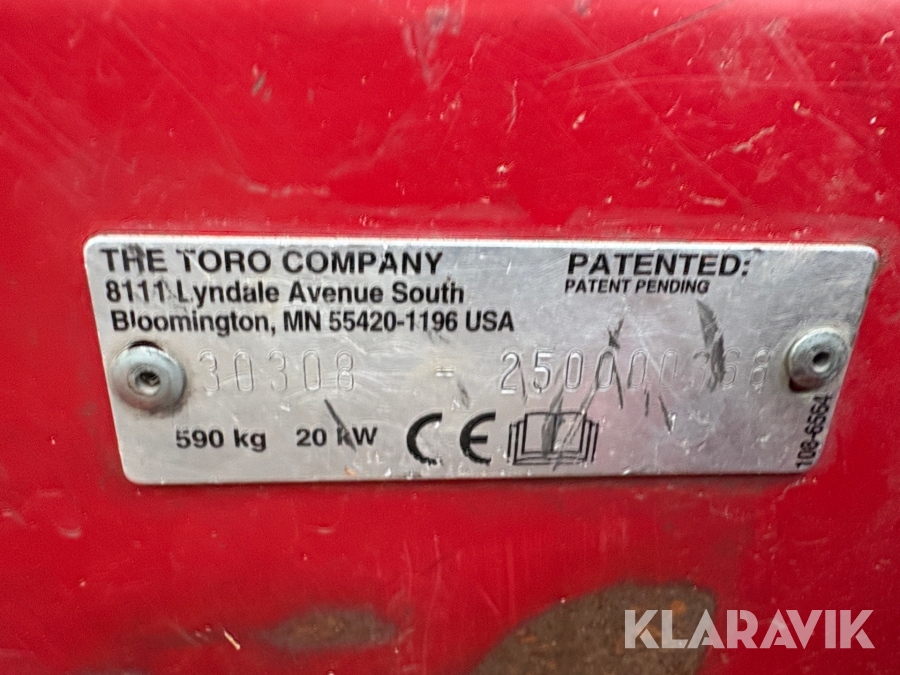 THE TORO COMPANY
8111 Lyndale Avenue South
Bloomington, MN 55420-1196 USA
PATENTED:
PATENT PENDING
30308 -
590 kg 20 kW CE
108-6664
KLARAVIK